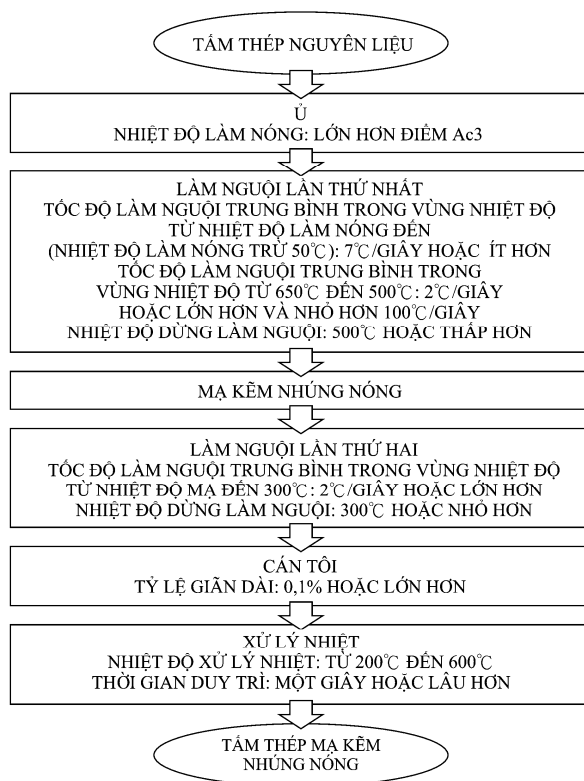 TẤM THÉP NGUYÊN LIỆU
Ủ
NHIỆT ĐỘ LÀM NÓNG: LỚN HƠN ĐIỂM Ac3
LÀM NGUỘI LẦN THỨ NHẤT
TỐC ĐỘ LÀM NGUỘI TRUNG BÌNH TRONG VÙNG NHIỆT ĐỘ
TỪ NHIỆT ĐỘ LÀM NÓNG ĐẾN
(NHIỆT ĐỘ LÀM NÓNG TRỪ 50℃): 7℃/GIÂY HOẶC ÍT HƠN
TỐC ĐỘ LÀM NGUỘI TRUNG BÌNH TRONG
VÙNG NHIỆT ĐỘ TỪ 650℃ ĐẾN 500℃: 2℃/GIÂY
HOẶC LỚN HƠN VÀ NHỎ HƠN 100℃/GIÂY
NHIỆT ĐỘ DỪNG LÀM NGUỘI: 500℃ HOẶC THẤP HƠN
MẠ KẼM NHÚNG NÓNG
LÀM NGUỘI LẦN THỨ HAI
TỐC ĐỘ LÀM NGUỘI TRUNG BÌNH TRONG VÙNG NHIỆT ĐỘ
TỪ NHIỆT ĐỘ MẠ ĐẾN 300℃: 2℃/GIÂY HOẶC LỚN HƠN
NHIỆT ĐỘ DỪNG LÀM NGUỘI: 300℃ HOẶC NHỎ HƠN
CÁN TÔI
TỶ LỆ GIÃN DÀI: 0,1% HOẶC LỚN HƠN
XỬ LÝ NHIỆT
NHIỆT ĐỘ XỬ LÝ NHIỆT: TỪ 200℃ ĐẾN 600℃
THỜI GIAN DUY TRÌ: MỘT GIÂY HOẶC LÂU HƠN
TẤM THÉP MẠ KẼM
NHÚNG NÓNG